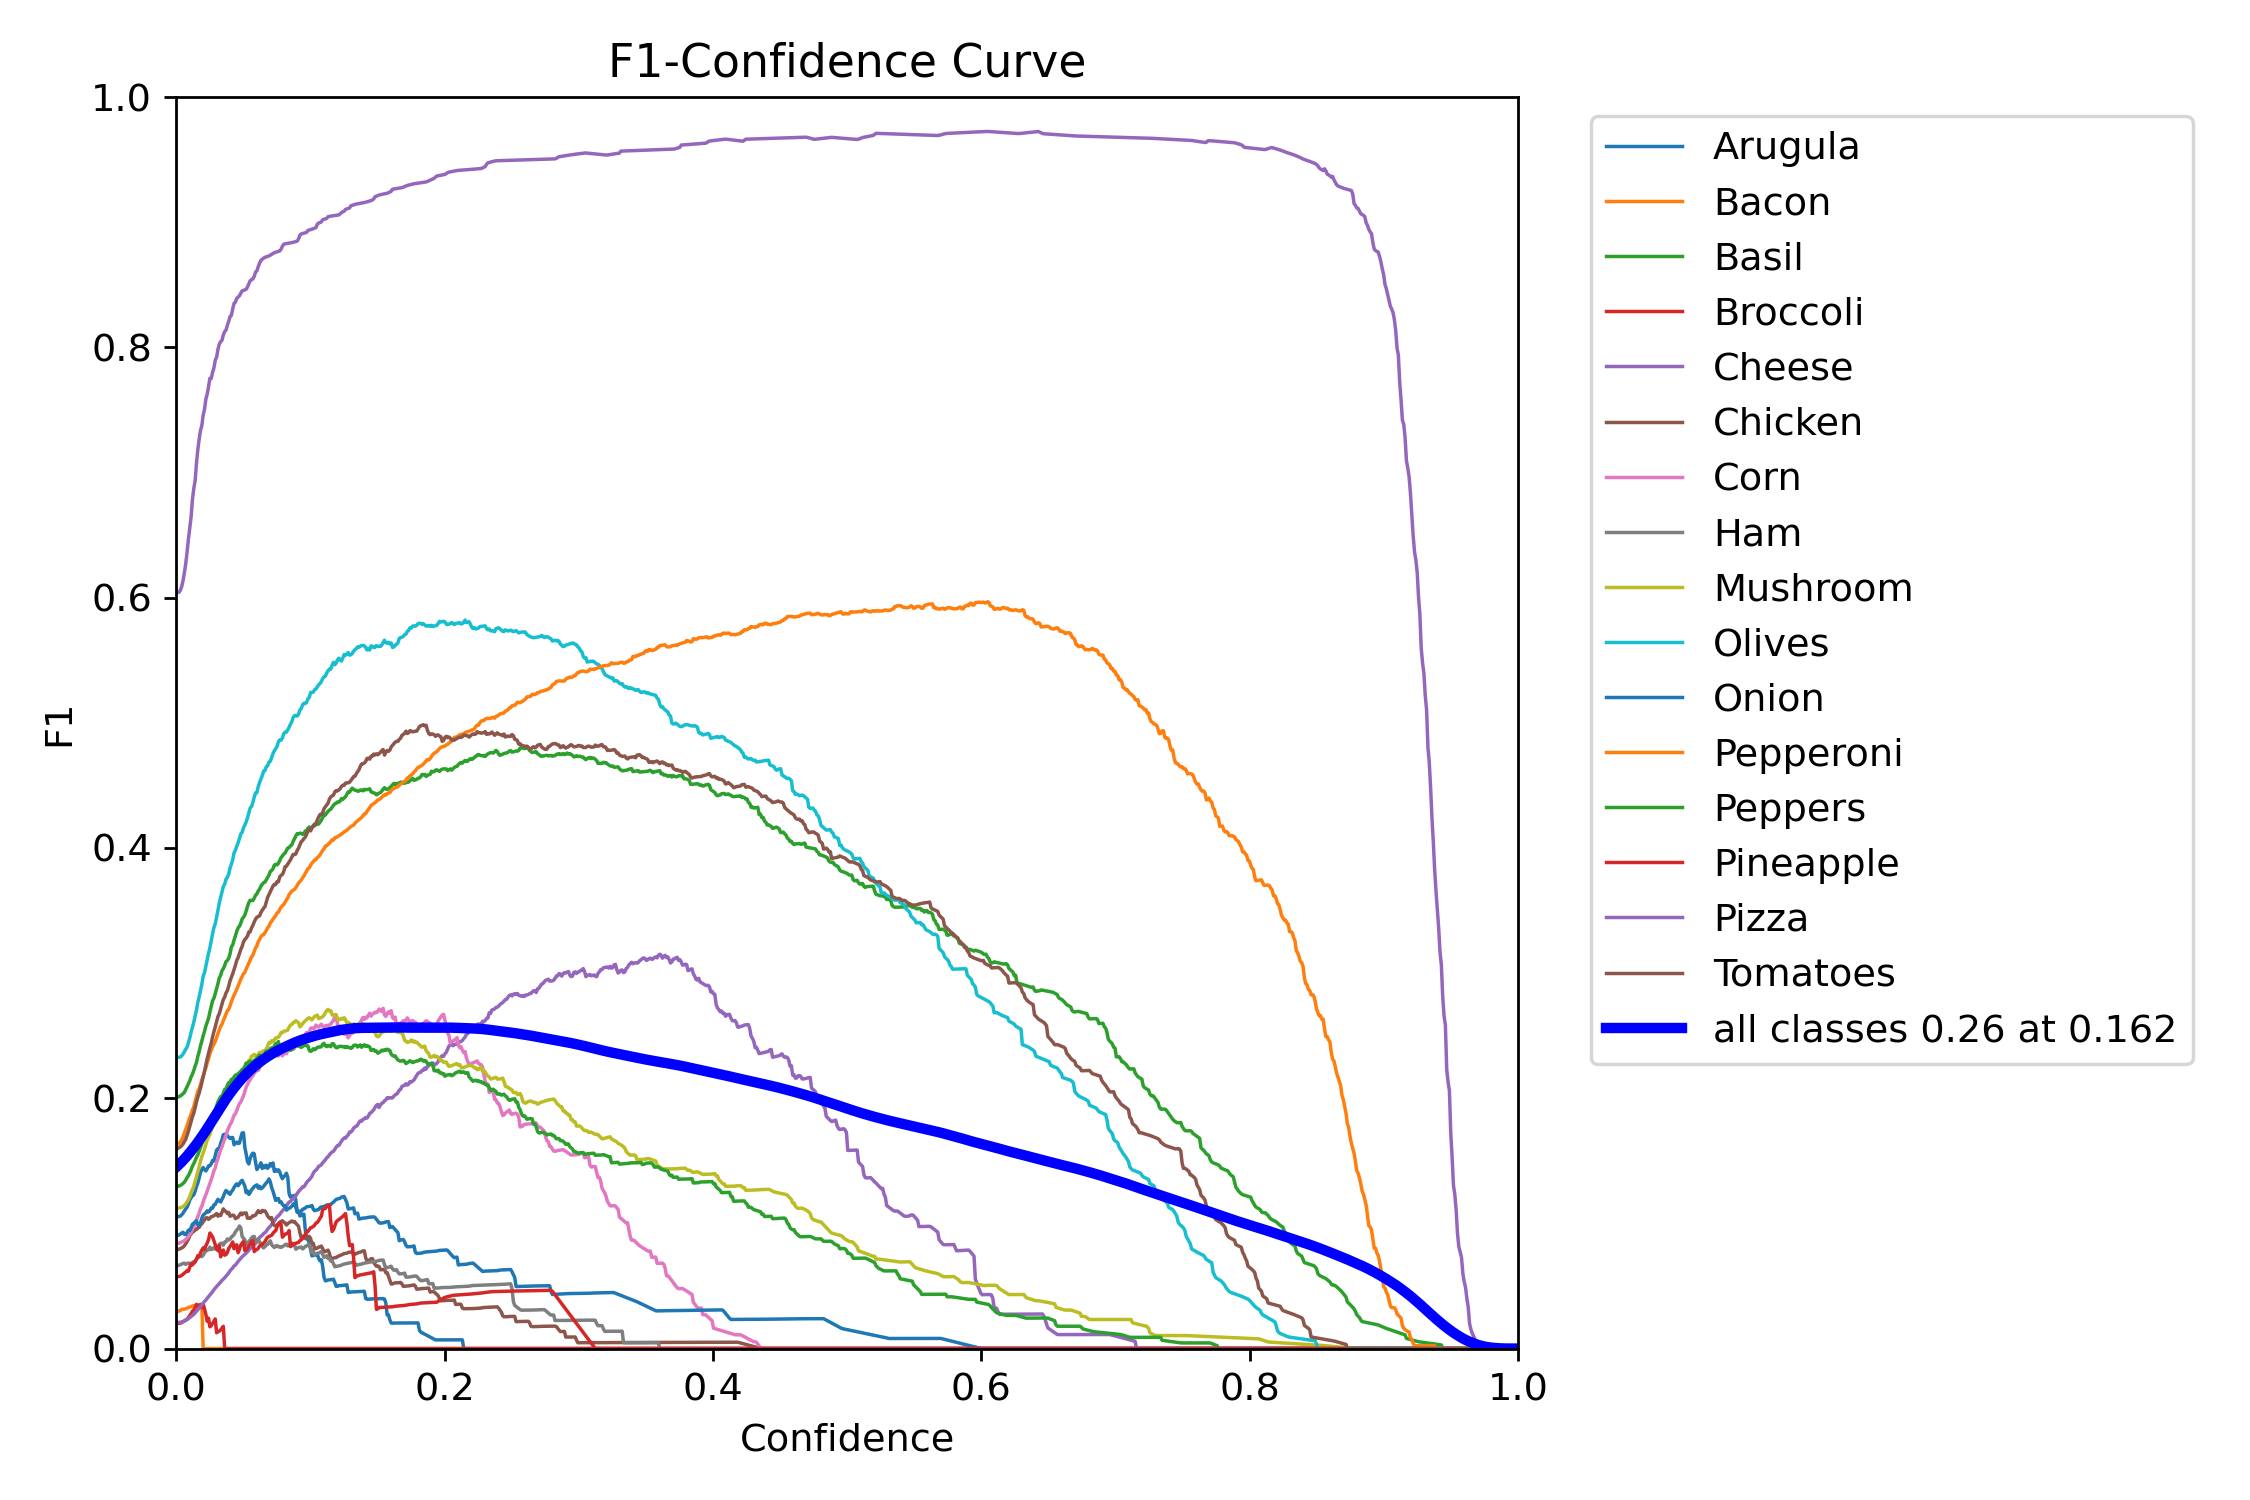 F1-Confidence Curve
1.0
0.8
0.6
0.4
0.2
0.0
F1
0.0 0.2 0.4 0.6 0.8 1.0
Confidence
Arugula
Bacon
Basil
Broccoli
Cheese
Chicken
Corn
Ham
Mushroom
Olives
Onion
Pepperoni
Peppers
Pineapple
Pizza
Tomatoes
all classes 0.26 at 0.162